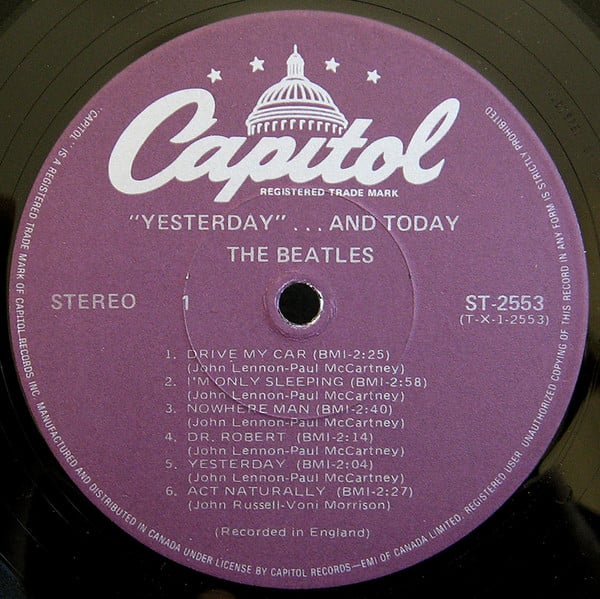 Capitol
REGISTERED TRADE MARK
"YESTERDAY" ... AND TODAY
THE BEATLES
STEREO 1 ST-2553
(T-X-1-2553)
1. DRIVE MY CAR (BMI-2:25)
(John Lennon-Paul McCartney)
2. I'M ONLY SLEEPING (BMI-2:58)
(John Lennon-Paul McCartney)
3. NOWHERE MAN (BMI-2:40)
(John Lennon-Paul McCartney)
4. DR. ROBERT (BMI-2:14)
(John Lennon-Paul McCartney)
5. YESTERDAY (BMI-2:04)
(John Lennon-Paul McCartney)
6. ACT NATURALLY (BMI-2:27)
(John Russell-Voni Morrison)
(Recorded in England)
"CAPITOL" IS A REGISTERED TRADE MARK OF CAPITOL RECORDS INC. MANUFACTURED AND DISTRIBUTED IN CANADA UNDER LICENSE BY CAPITOL RECORDS—EMI OF CANADA LIMITED. REGISTERED USER. UNAUTHORIZED COPYING OF THIS RECORD IN ANY FORM IS STRICTLY PROHIBITED